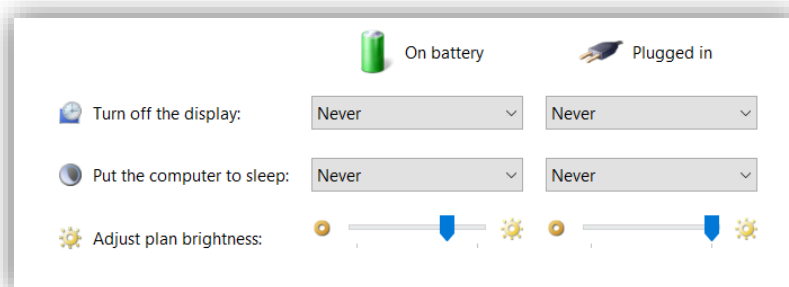 On battery Plugged in
Turn off the display: Never Never
Put the computer to sleep: Never Never
Adjust plan brightness: